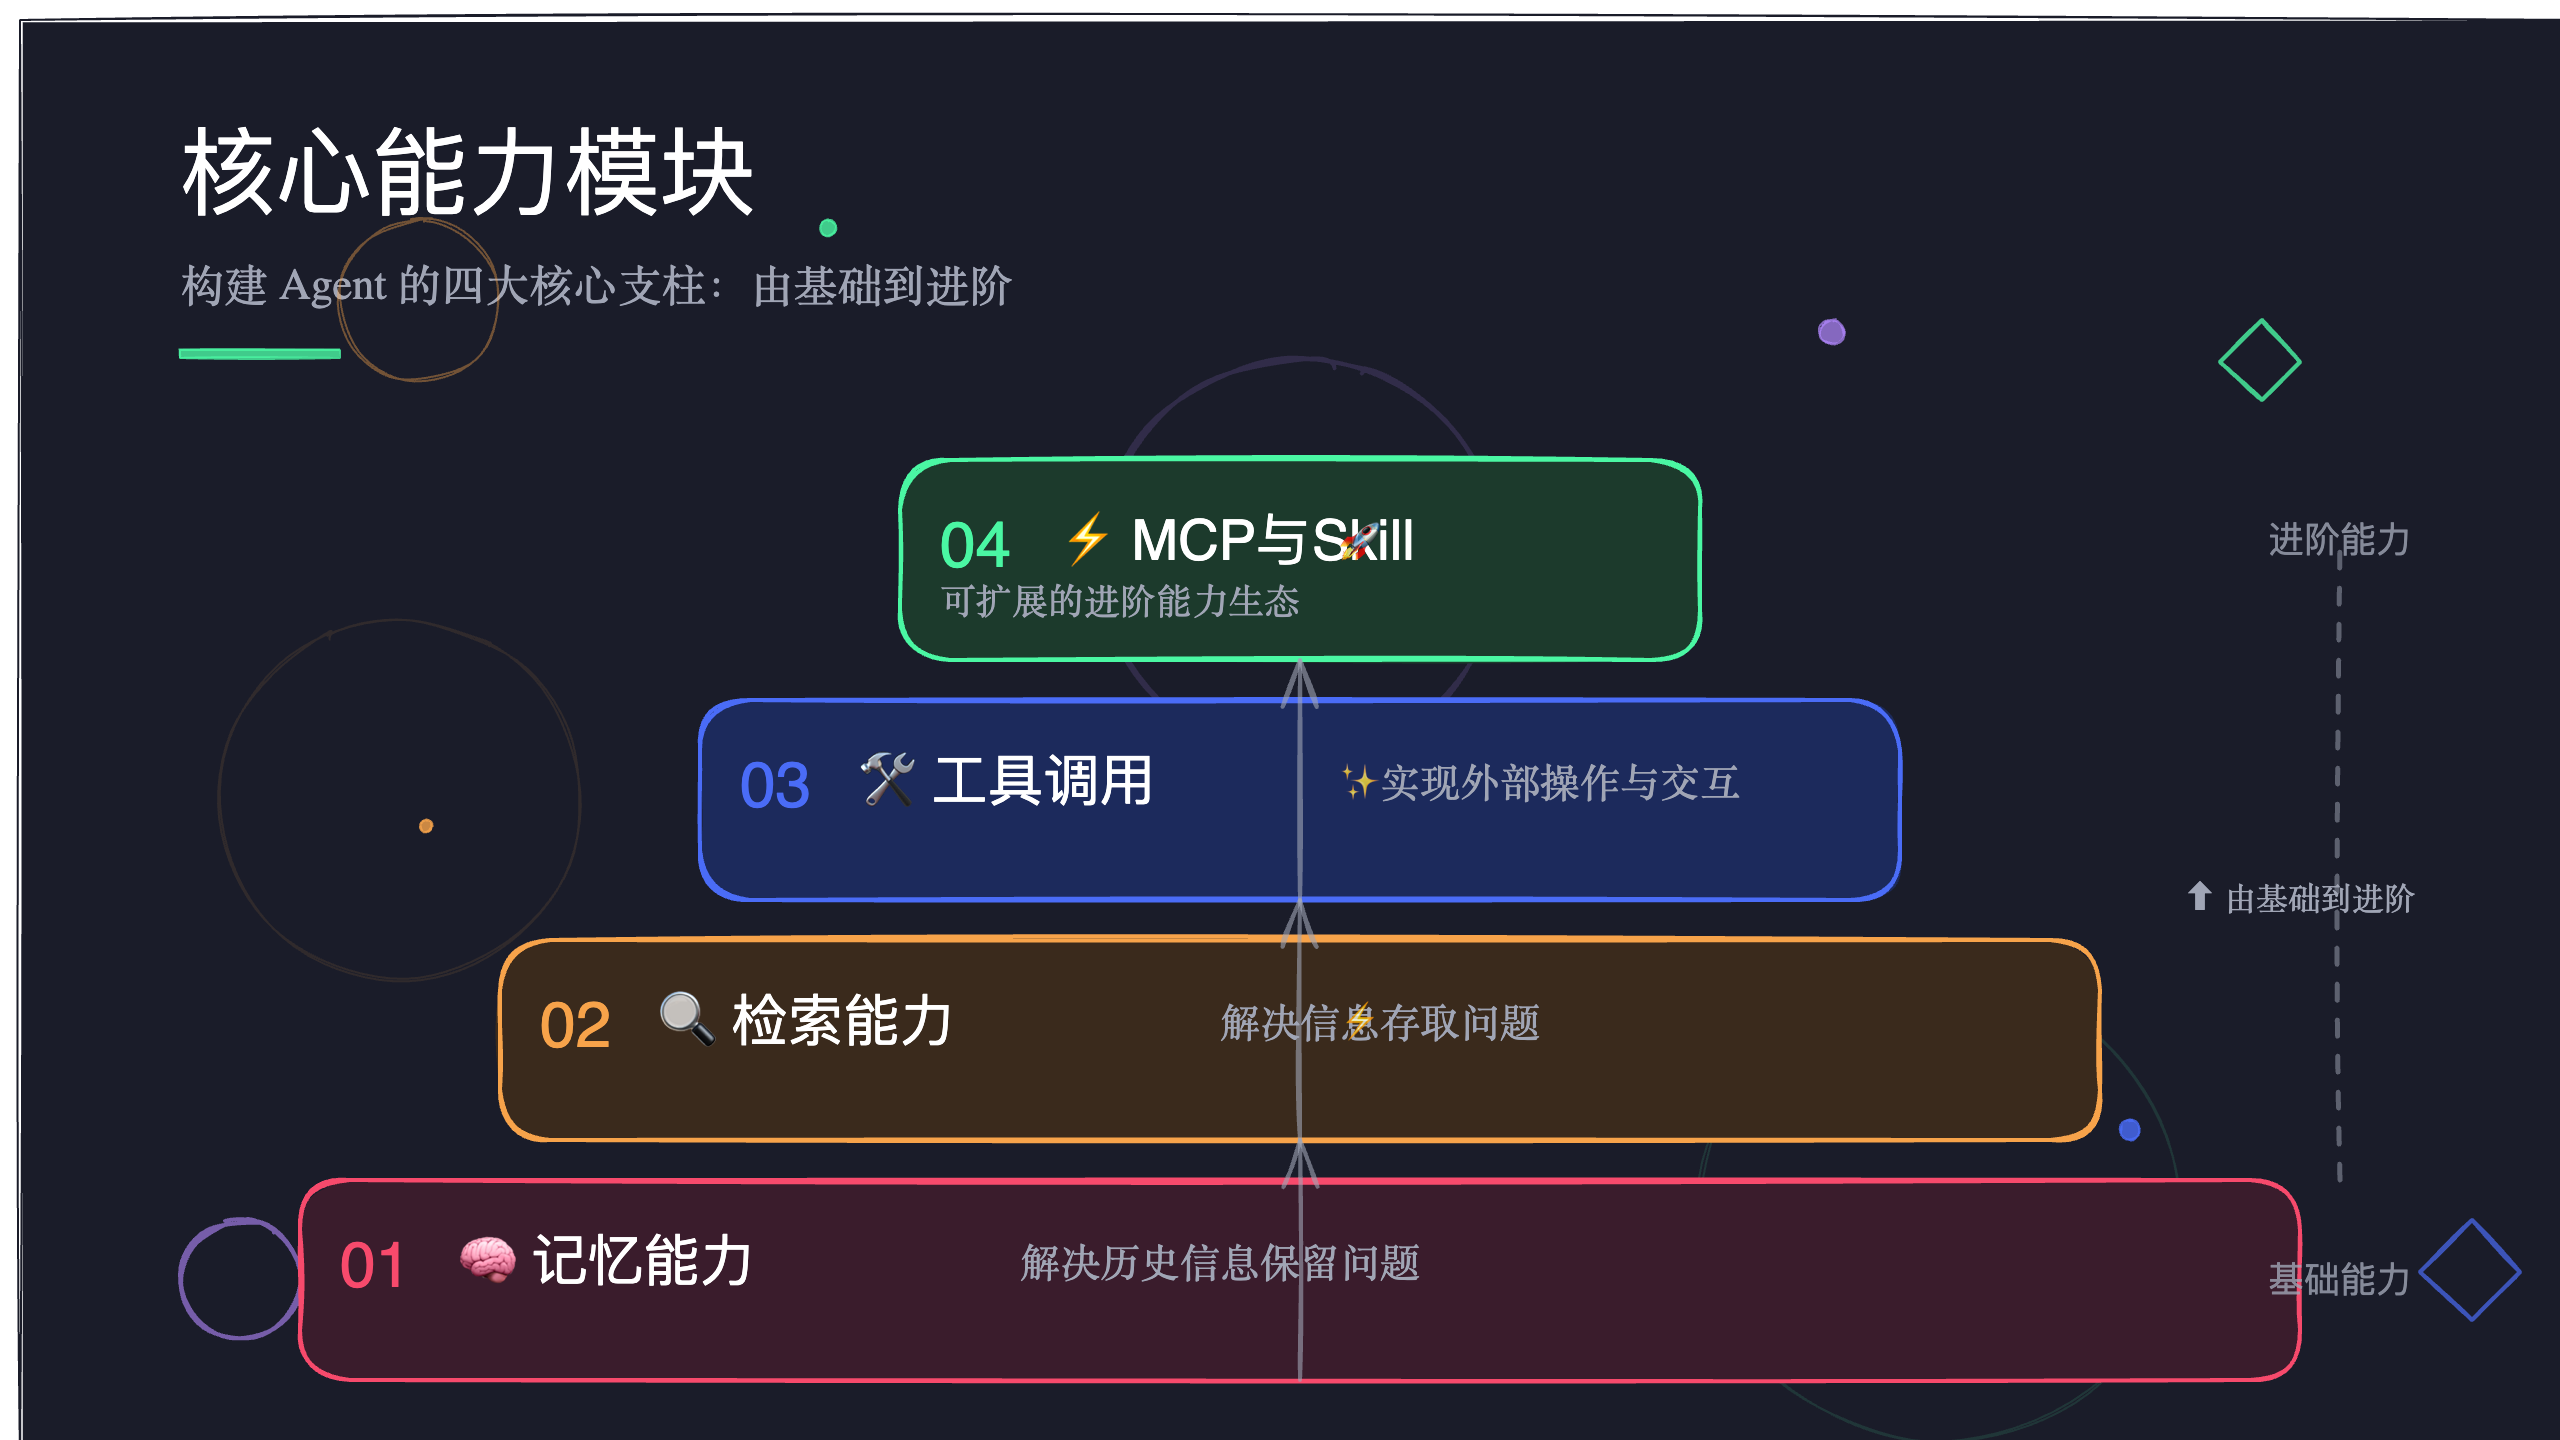 核心能力模块
构建 Agent 的四大核心支柱：由基础到进阶
04 ⚡ MCP与Skill
可扩展的进阶能力生态
进阶能力
03 🛠️ 工具调用 ✨实现外部操作与交互
⬆ 由基础到进阶
02 🔍 检索能力 解决信息存取问题
01 🧠 记忆能力 解决历史信息保留问题
基础能力